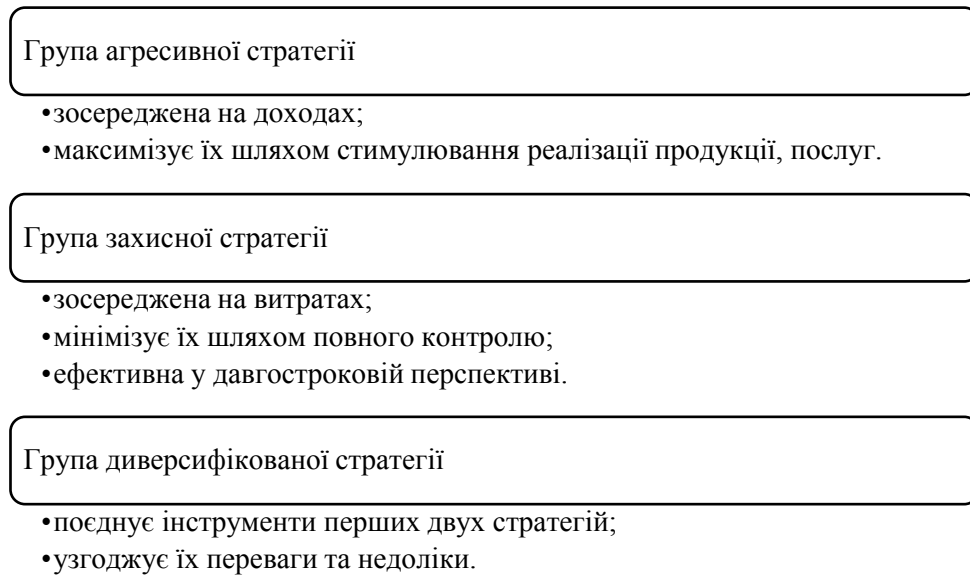 Група агресивної стратегії
•зосереджена на доходах;
•максимізує їх шляхом стимулювання реалізації продукції, послуг.
Група захисної стратегії
•зосереджена на витратах;
•мінімізує їх шляхом повного контролю;
•ефективна у давгостроковій перспективі.
Група диверсифікованої стратегії
•поєднує інструменти перших двух стратегій;
•узгоджує їх переваги та недоліки.